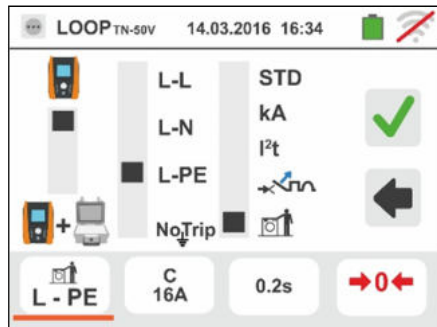 LOOP TN-50V 14.03.2016 16:34
L-L STD
L-N kA
I²t
L-PE
NoTrip
L - PE C 16A 0.2s →0←